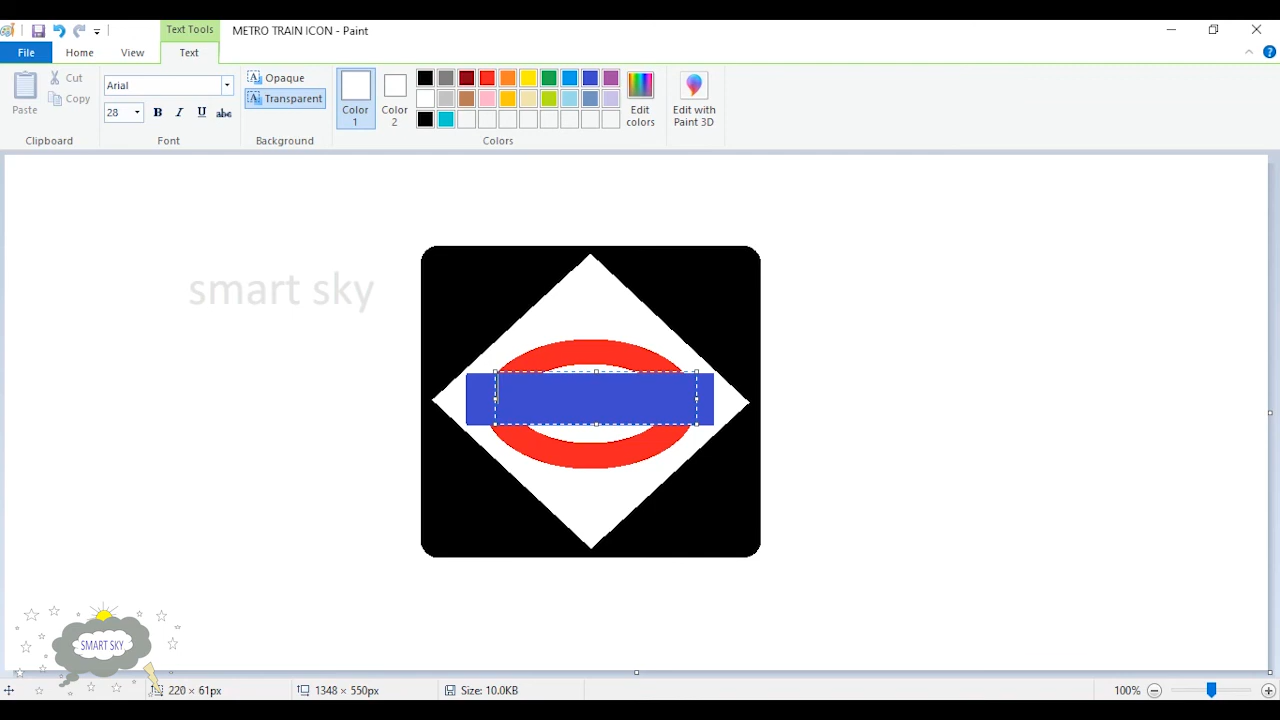 Text Tools
METRO TRAIN ICON - Paint
File
Home
View
Text
Paste
Cut
Copy
Clipboard
Arial
28
B I U abc
Font
Opaque
Transparent
Background
Color 1
Color 2
Edit colors
Colors
Edit with Paint 3D
smart sky
SMART SKY
220 × 61px
1348 × 550px
Size: 10.0KB
100%